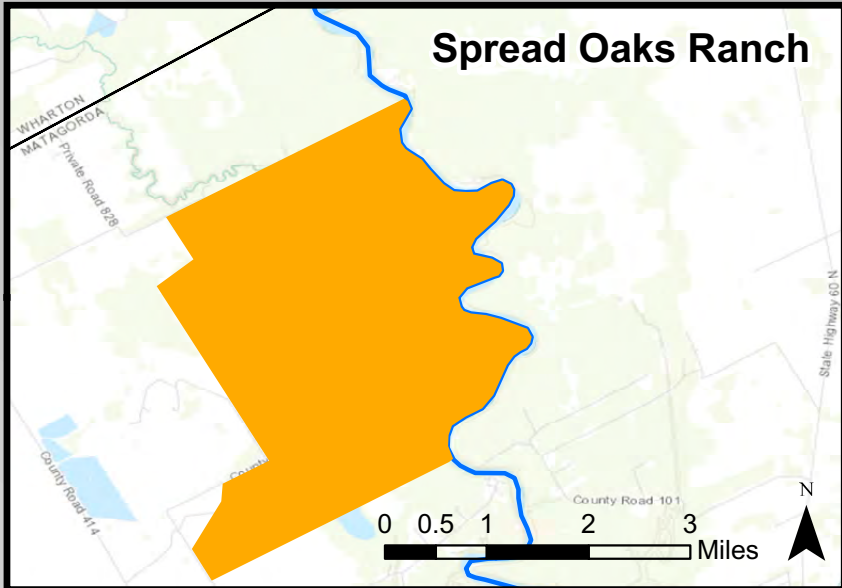 Spread Oaks Ranch
WHARTON
MATAGORDA
Private Road 828
State Highway 60 N
County Road 414
Coun
County Road 101
N
0 0.5 1 2 3
Miles